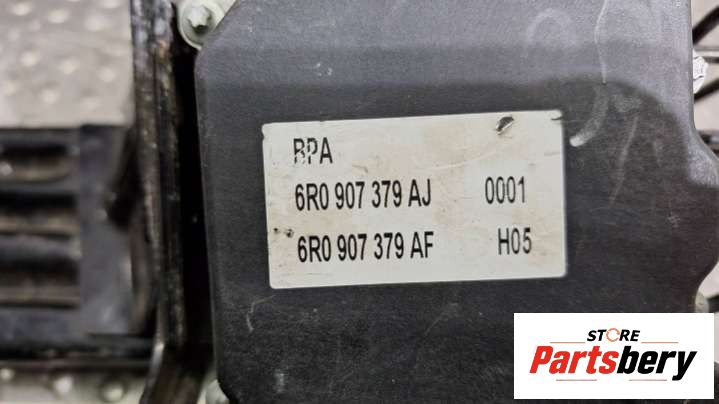 BPA
6R0 907 379 AJ 0001
6R0 907 379 AF H05
STORE
Partsbery